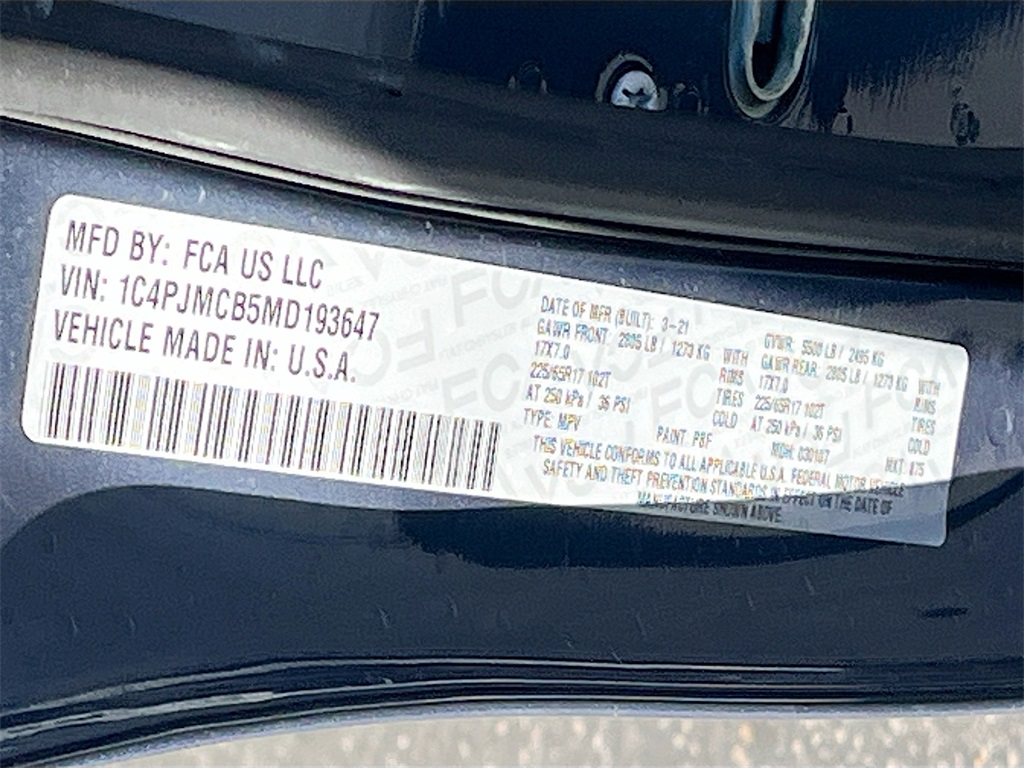 MFD BY: FCA US LLC
VIN: 1C4PJMCB5MD193647
VEHICLE MADE IN: U.S.A.
DATE OF MFR (BUILT): 3-21 GVWR: 5500 LB / 2495 KG
GAWR FRONT: 2805 LB / 1273 KG WITH GAWR REAR: 2805 LB / 1273 KG WITH
17X7.0 RIMS 17X7.0 RIMS
225/65R17 102T TIRES 225/65R17 102T TIRES
AT 250 kPa / 36 PSI COLD AT 250 kPa / 36 PSI COLD
TYPE: MPV PAINT: PBF MDH: 030107
THIS VEHICLE CONFORMS TO ALL APPLICABLE U.S.A. FEDERAL MOTOR VEHICLE
SAFETY AND THEFT PREVENTION STANDARDS IN EFFECT ON THE DATE OF
MANUFACTURE SHOWN ABOVE.